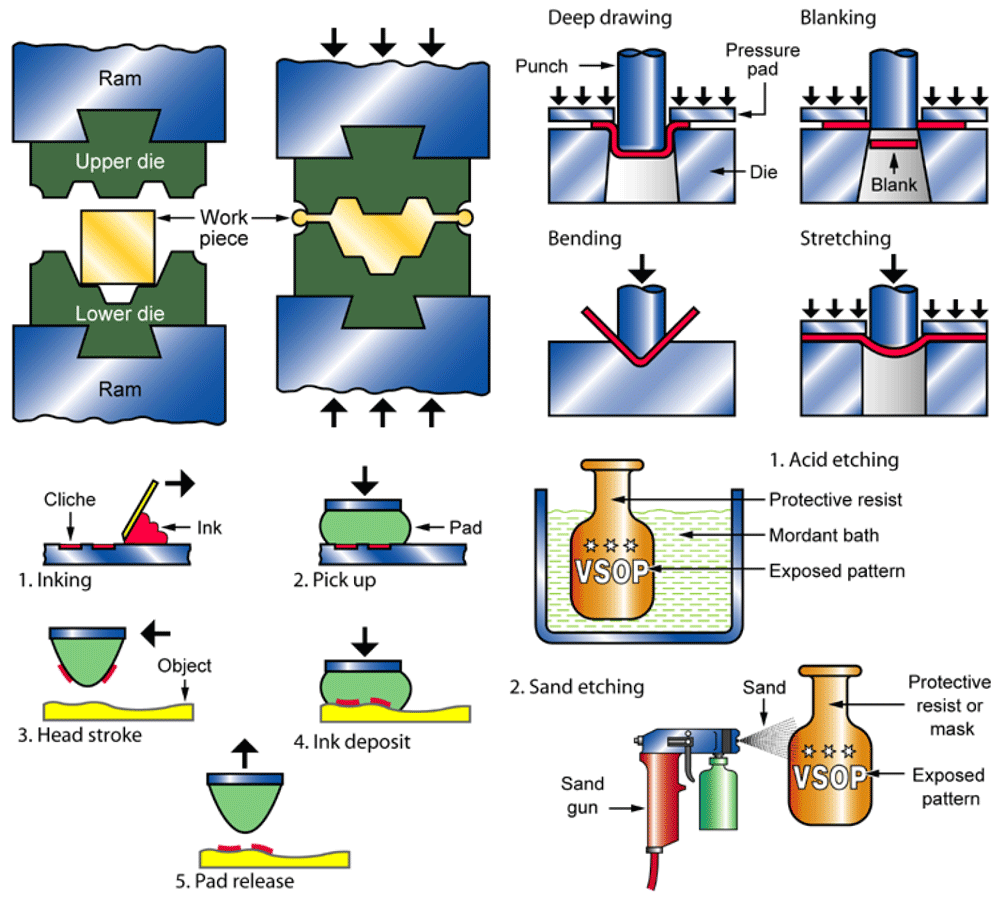 Ram
Upper die
Work
piece
Lower die
Ram
Deep drawing
Punch
Pressure
pad
Die
Blanking
Blank
Bending
Stretching
Cliche
Ink
1. Inking
Pad
2. Pick up
Object
3. Head stroke
4. Ink deposit
5. Pad release
1. Acid etching
Protective resist
Mordant bath
Exposed pattern
VSOP
2. Sand etching
Sand
Protective
resist or
mask
Sand
gun
VSOP
Exposed
pattern